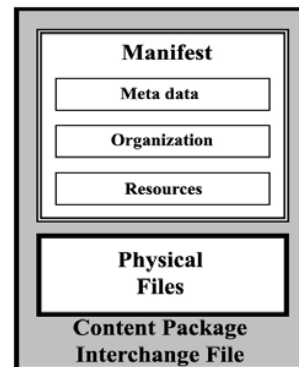 Manifest
Meta data
Organization
Resources
Physical
Files
Content Package
Interchange File